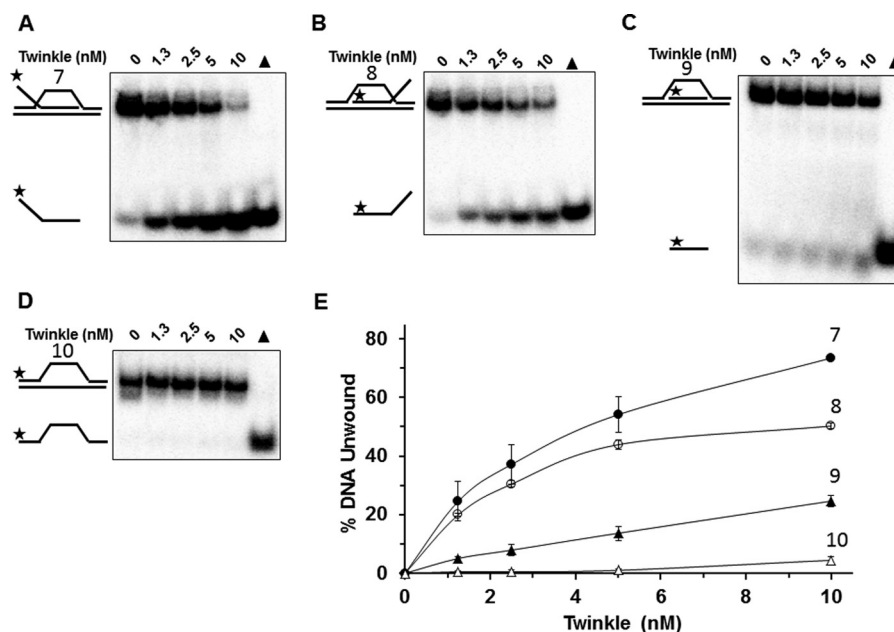 A
Twinkle (nM) 0 1.3 2.5 5 10 ▲
7
B
Twinkle (nM) 0 1.3 2.5 5 10 ▲
8
C
Twinkle (nM) 0 1.3 2.5 5 10 ▲
9
D
Twinkle (nM) 0 1.3 2.5 5 10 ▲
10
E
% DNA Unwound
80
60
40
20
0
7
8
9
10
0 2 4 6 8 10
Twinkle (nM)